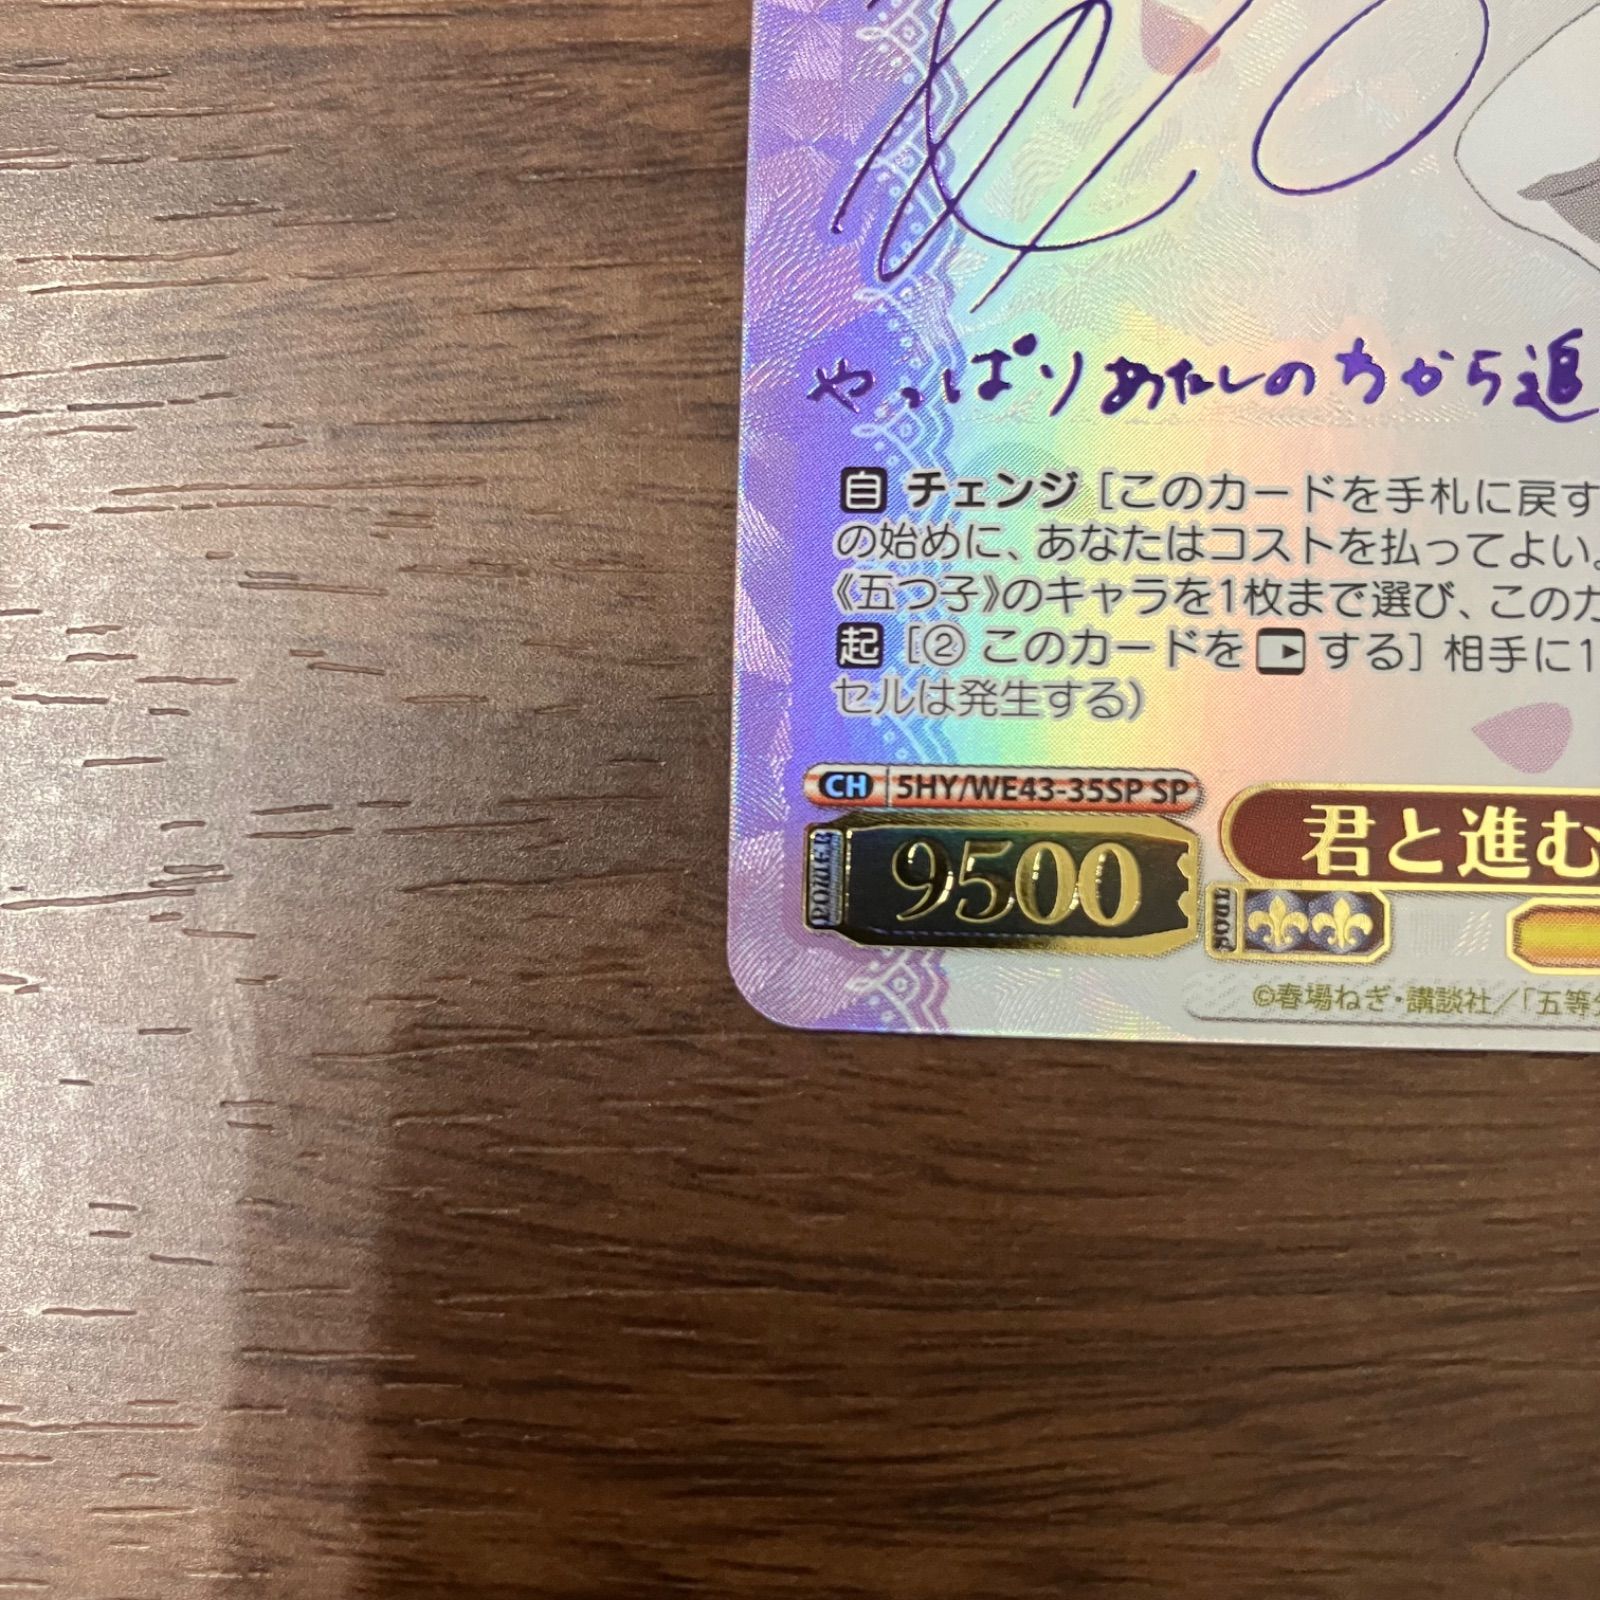 やっぱりあたしの方から追
自 チェンジ [このカードを手札に戻す
の始めに、あなたはコストを払ってよい。
《五つ子》のキャラを1枚まで選び、このカ
起 [② このカードを する] 相手に1
セルは発生する)
CH 5HY/WE43-35SP SP
君と進む
POWER 9500
SOUL
©春場ねぎ・講談社/「五等分